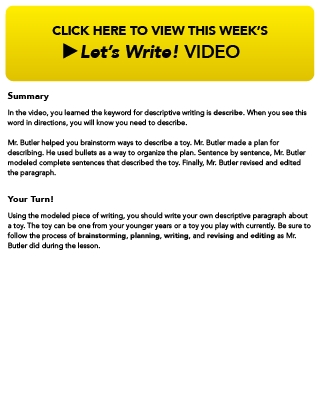 CLICK HERE TO VIEW THIS WEEK'S
▶Let's Write! VIDEO
Summary
In the video, you learned the keyword for descriptive writing is describe. When you see this
word in directions, you will know you need to describe.
Mr. Butler helped you brainstorm ways to describe a toy. Mr. Butler made a plan for
describing. He used bullets as a way to organize the plan. Sentence by sentence, Mr. Butler
modeled complete sentences that described the toy. Finally, Mr. Butler revised and edited
the paragraph.
Your Turn!
Using the modeled piece of writing, you should write your own descriptive paragraph about
a toy. The toy can be one from your younger years or a toy you play with currently. Be sure to
follow the process of brainstorming, planning, writing, and revising and editing as Mr.
Butler did during the lesson.